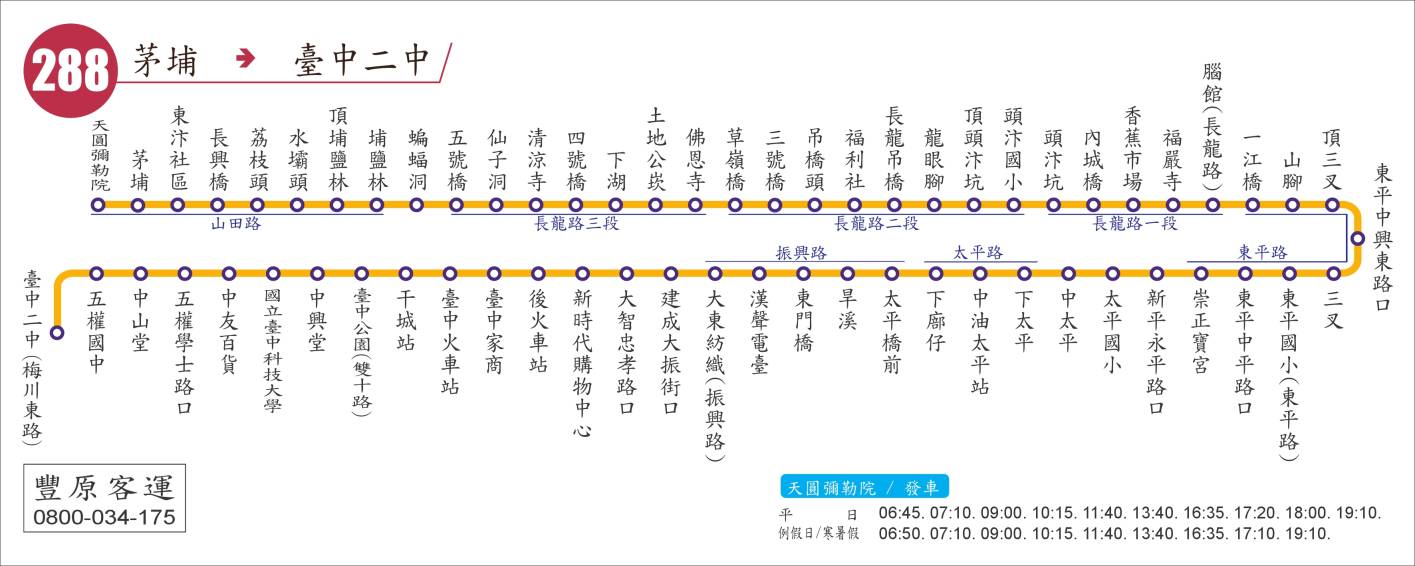 288
茅埔 → 臺中二中
天圓彌勒院
茅埔
東汴社區
長興橋
荔枝頭
水壩頭
頂埔鹽林
埔鹽林
蝙蝠洞
五號橋
仙子洞
清涼寺
四號橋
下湖
土地公崁
佛恩寺
草嶺橋
三號橋
吊橋頭
福利社
長龍吊橋
龍眼腳
頂頭汴坑
頭汴國小
頭汴坑
內城橋
香蕉市場
福嚴寺
腦館(長龍路)
一江橋
山腳
頂三叉
東平中興東路口
山田路
長龍路三段
長龍路二段
長龍路一段
振興路
太平路
東平路
三叉
東平國小(東平路)
東平中平路口
崇正寶宮
新平永平路口
太平國小
中太平
下太平
中油太平站
下廍仔
太平橋前
旱溪
東門橋
漢聲電臺
大東紡織(振興路)
建成大振街口
大智忠孝路口
新時代購物中心
後火車站
臺中家商
臺中火車站
干城站
臺中公園(雙十路)
中興堂
國立臺中科技大學
中友百貨
五權學士路口
中山堂
五權國中
臺中二中(梅川東路)
豐原客運
0800-034-175
天圓彌勒院 / 發車
平日 06:45. 07:10. 09:00. 10:15. 11:40. 13:40. 16:35. 17:20. 18:00. 19:10.
例假日/寒暑假 06:50. 07:10. 09:00. 10:15. 11:40. 13:40. 16:35. 17:10. 19:10.